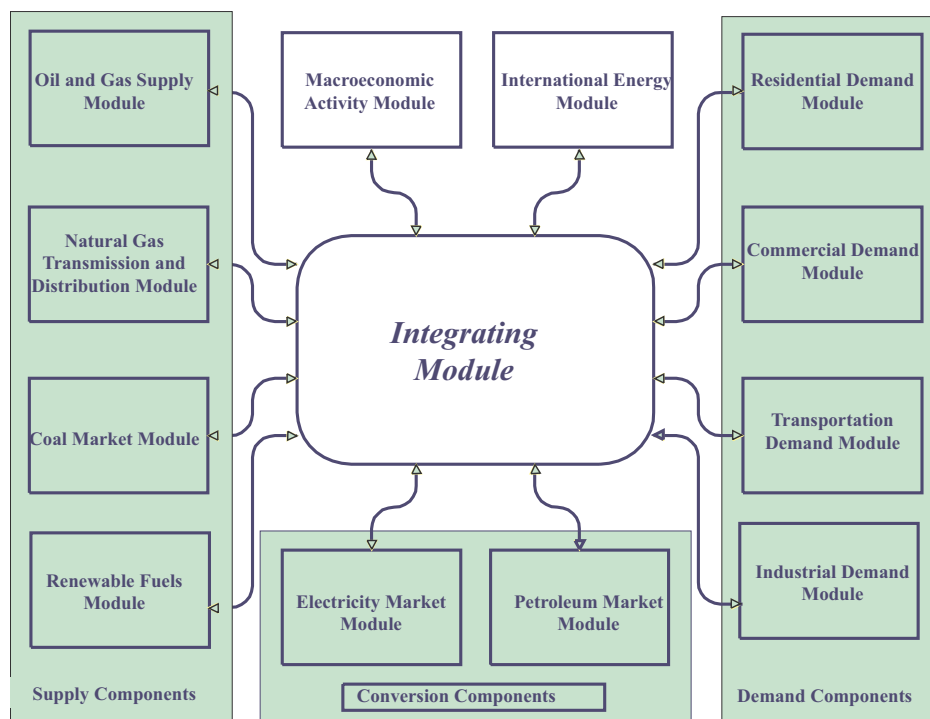 Oil and Gas Supply
Module
Macroeconomic
Activity Module
International Energy
Module
Residential Demand
Module
Natural Gas
Transmission and
Distribution Module
Commercial Demand
Module
Integrating
Module
Coal Market Module
Transportation
Demand Module
Renewable Fuels
Module
Electricity Market
Module
Petroleum Market
Module
Industrial Demand
Module
Supply Components
Conversion Components
Demand Components